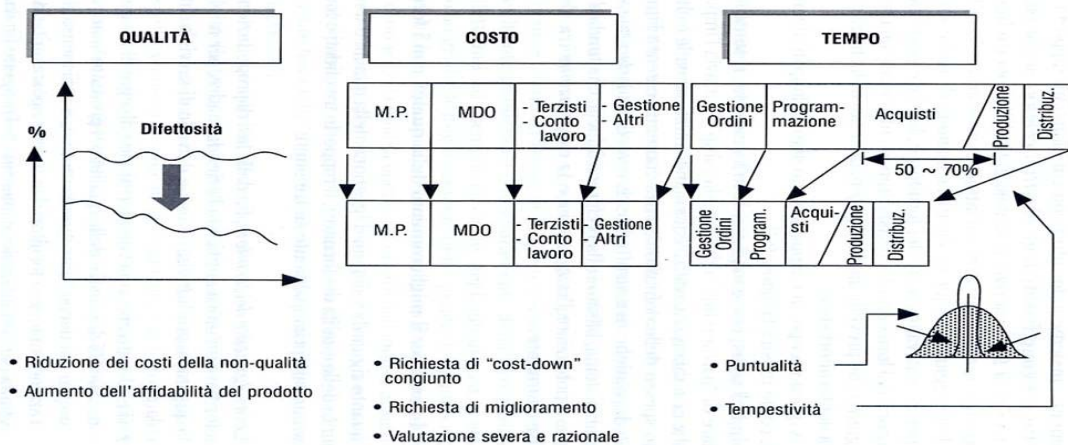 QUALITÀ
%
Difettosità
• Riduzione dei costi della non-qualità
• Aumento dell'affidabilità del prodotto
COSTO
M.P.
MDO
- Terzisti
- Conto
lavoro
- Gestione
- Altri
M.P.
MDO
- Terzisti
- Conto
lavoro
- Gestione
- Altri
• Richiesta di "cost-down"
congiunto
• Richiesta di miglioramento
• Valutazione severa e razionale
TEMPO
Gestione
Ordini
Program-
mazione
Acquisti
Produzione
Distribuz.
50 ~ 70%
Gestione
Ordini
Program.
Acqui-
sti
Produzione
Distribuz.
• Puntualità
• Tempestività